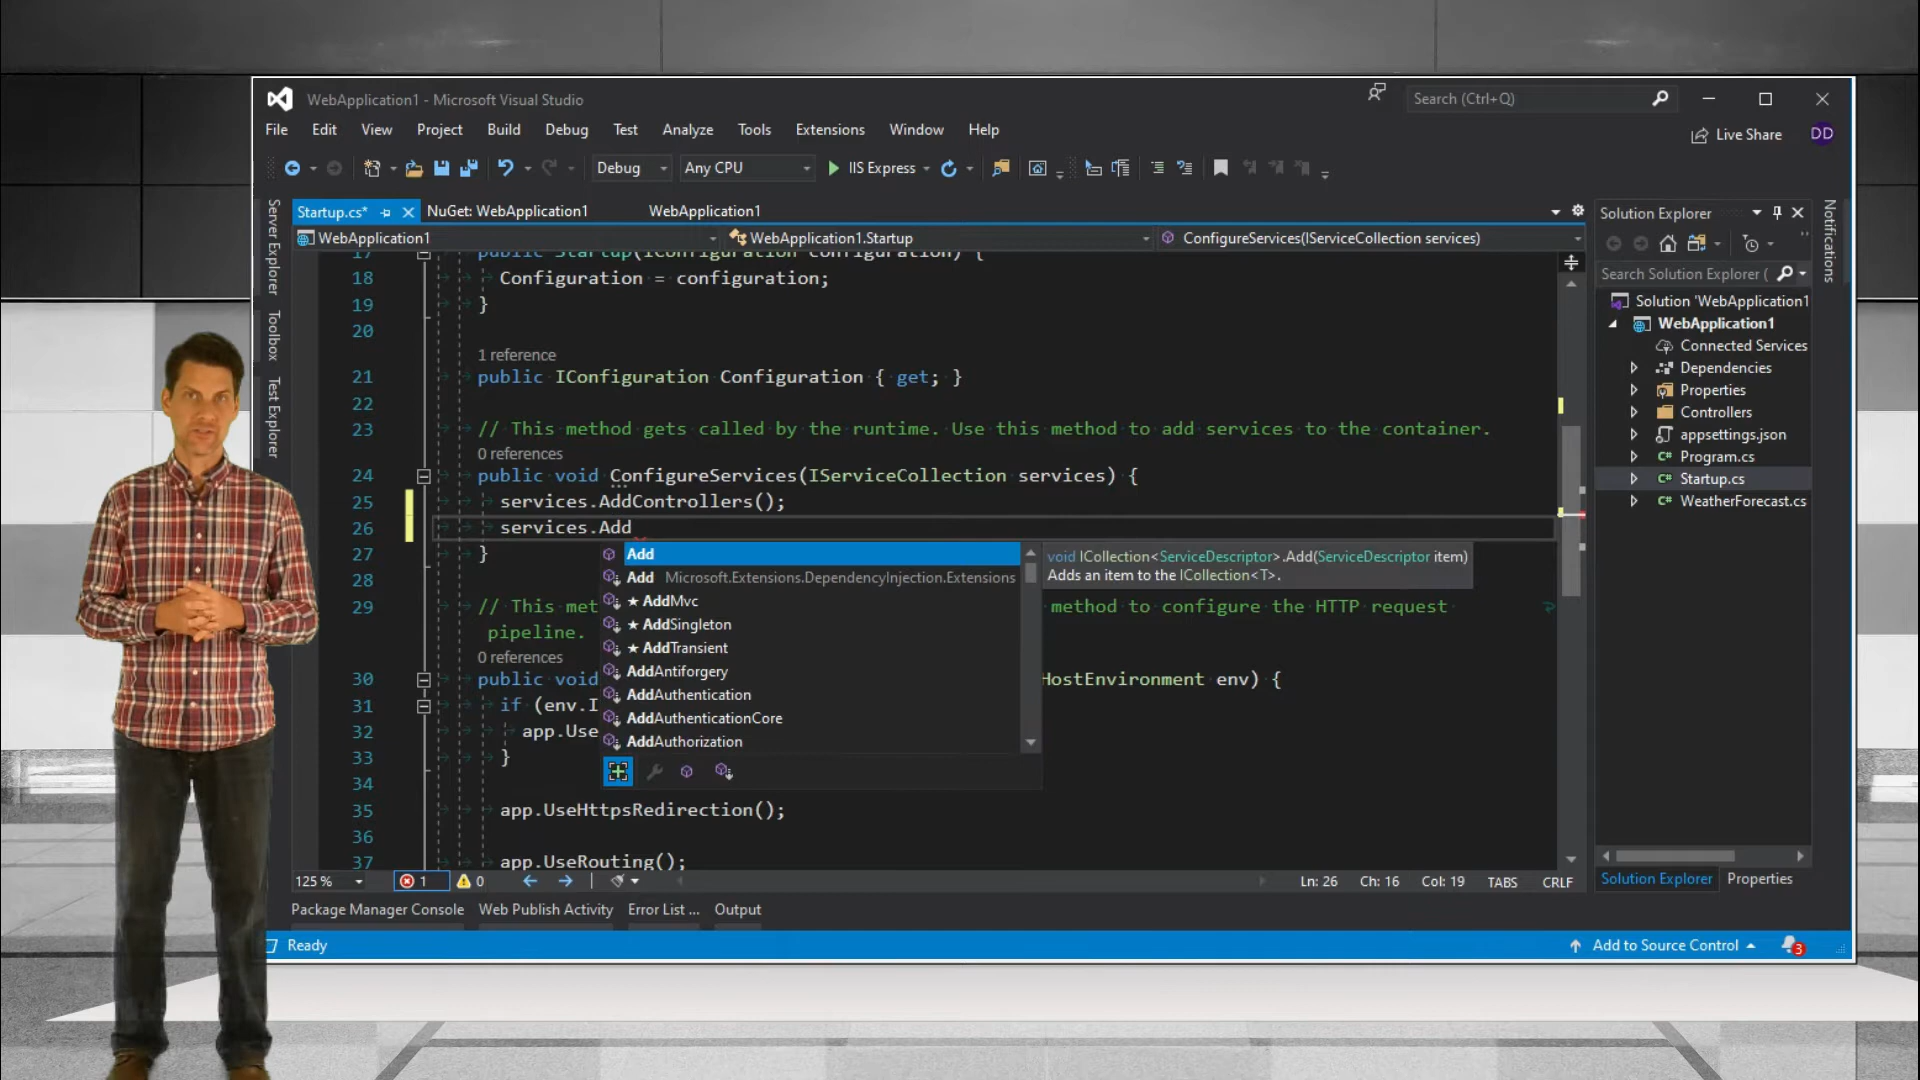 WebApplication1 - Microsoft Visual Studio
Search (Ctrl+Q)
File Edit View Project Build Debug Test Analyze Tools Extensions Window Help
Live Share DD
Debug Any CPU IIS Express
Server Explorer
Toolbox
Test Explorer
Startup.cs* NuGet: WebApplication1 WebApplication1
WebApplication1 WebApplication1.Startup ConfigureServices(IServiceCollection services)
17 public Startup(IConfiguration configuration) {
18 Configuration = configuration;
19 }
20
1 reference
21 public IConfiguration Configuration { get; }
22
23 // This method gets called by the runtime. Use this method to add services to the container.
0 references
24 public void ConfigureServices(IServiceCollection services) {
25 services.AddControllers();
26 services.Add
27 }
28
29 // This met method to configure the HTTP request
pipeline.
0 references
30 public void HostEnvironment env) {
31 if (env.I
32 app.Use
33 }
34
35 app.UseHttpsRedirection();
36
37 app.UseRouting();
Add
Add Microsoft.Extensions.DependencyInjection.Extensions
★ AddMvc
★ AddSingleton
★ AddTransient
AddAntiforgery
AddAuthentication
AddAuthenticationCore
AddAuthorization
void ICollection<ServiceDescriptor>.Add(ServiceDescriptor item)
Adds an item to the ICollection<T>.
125 % 1 0 Ln: 26 Ch: 16 Col: 19 TABS CRLF
Package Manager Console Web Publish Activity Error List ... Output
Ready Add to Source Control 3
Solution Explorer
Search Solution Explorer (
Solution 'WebApplication1
WebApplication1
Connected Services
Dependencies
Properties
Controllers
appsettings.json
C# Program.cs
C# Startup.cs
C# WeatherForecast.cs
Solution Explorer Properties
Notifications